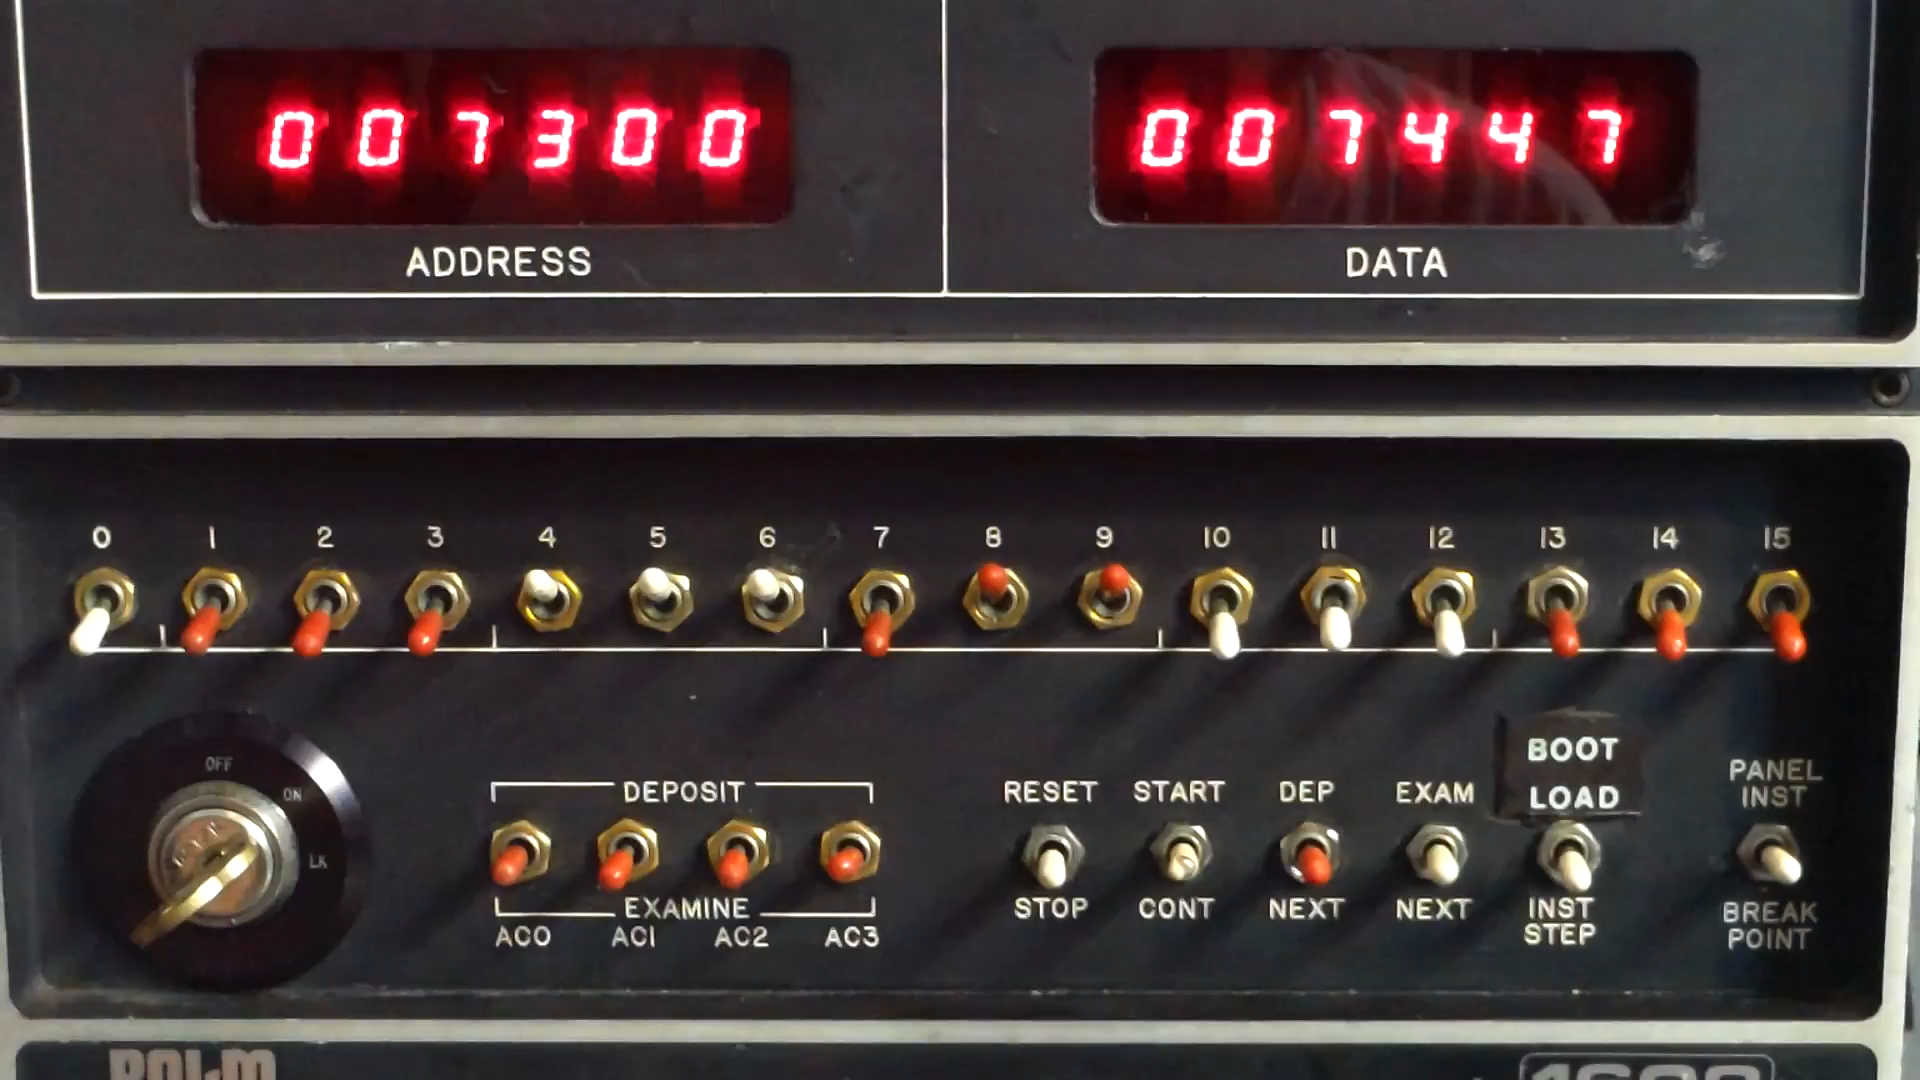 007300 007447
ADDRESS DATA
0 1 2 3 4 5 6 7 8 9 10 11 12 13 14 15
OFF
ON
LK
DEPOSIT
EXAMINE
AC0 AC1 AC2 AC3
RESET START DEP EXAM BOOT LOAD PANEL INST
STOP CONT NEXT NEXT INST STEP BREAK POINT
ROLM